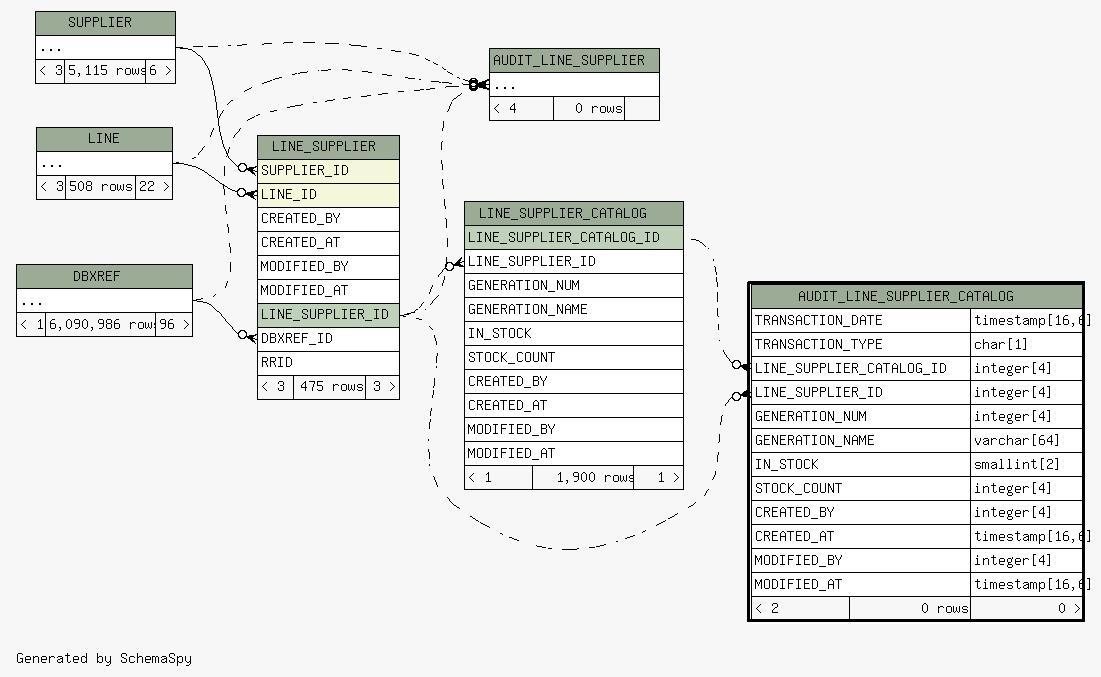 SUPPLIER
...
< 3 5,115 rows 6 >
LINE
...
< 3 508 rows 22 >
DBXREF
...
< 1 6,090,986 rows 96 >
LINE_SUPPLIER
SUPPLIER_ID
LINE_ID
CREATED_BY
CREATED_AT
MODIFIED_BY
MODIFIED_AT
LINE_SUPPLIER_ID
DBXREF_ID
RRID
< 3 475 rows 3 >
AUDIT_LINE_SUPPLIER
...
< 4 0 rows
LINE_SUPPLIER_CATALOG
LINE_SUPPLIER_CATALOG_ID
LINE_SUPPLIER_ID
GENERATION_NUM
GENERATION_NAME
IN_STOCK
STOCK_COUNT
CREATED_BY
CREATED_AT
MODIFIED_BY
MODIFIED_AT
< 1 1,900 rows 1 >
AUDIT_LINE_SUPPLIER_CATALOG
TRANSACTION_DATE timestamp[16,6]
TRANSACTION_TYPE char[1]
LINE_SUPPLIER_CATALOG_ID integer[4]
LINE_SUPPLIER_ID integer[4]
GENERATION_NUM integer[4]
GENERATION_NAME varchar[64]
IN_STOCK smallint[2]
STOCK_COUNT integer[4]
CREATED_BY integer[4]
CREATED_AT timestamp[16,6]
MODIFIED_BY integer[4]
MODIFIED_AT timestamp[16,6]
< 2 0 rows 0 >
Generated by SchemaSpy